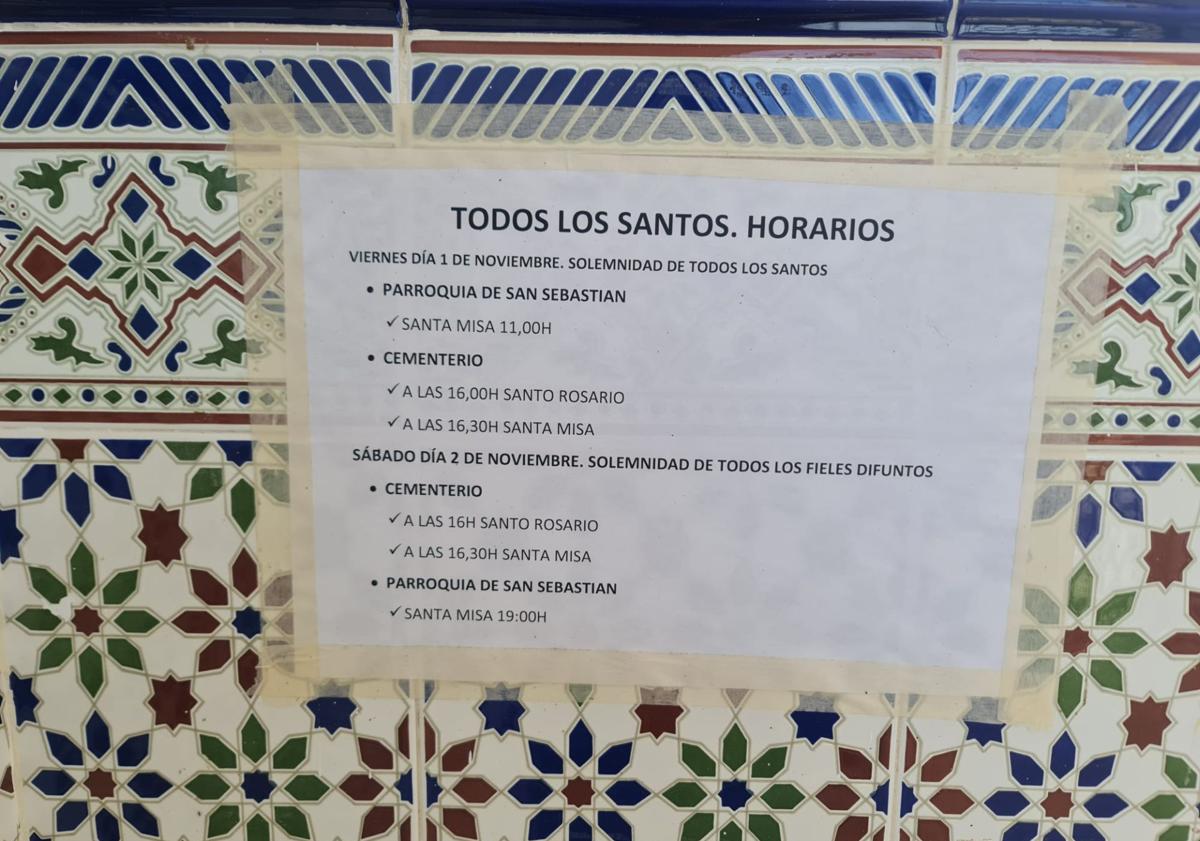 TODOS LOS SANTOS. HORARIOS
VIERNES DÍA 1 DE NOVIEMBRE. SOLEMNIDAD DE TODOS LOS SANTOS
• PARROQUIA DE SAN SEBASTIAN
✓ SANTA MISA 11,00H
• CEMENTERIO
✓ A LAS 16,00H SANTO ROSARIO
✓ A LAS 16,30H SANTA MISA
SÁBADO DÍA 2 DE NOVIEMBRE. SOLEMNIDAD DE TODOS LOS FIELES DIFUNTOS
• CEMENTERIO
✓ A LAS 16H SANTO ROSARIO
✓ A LAS 16,30H SANTA MISA
• PARROQUIA DE SAN SEBASTIAN
✓ SANTA MISA 19:00H